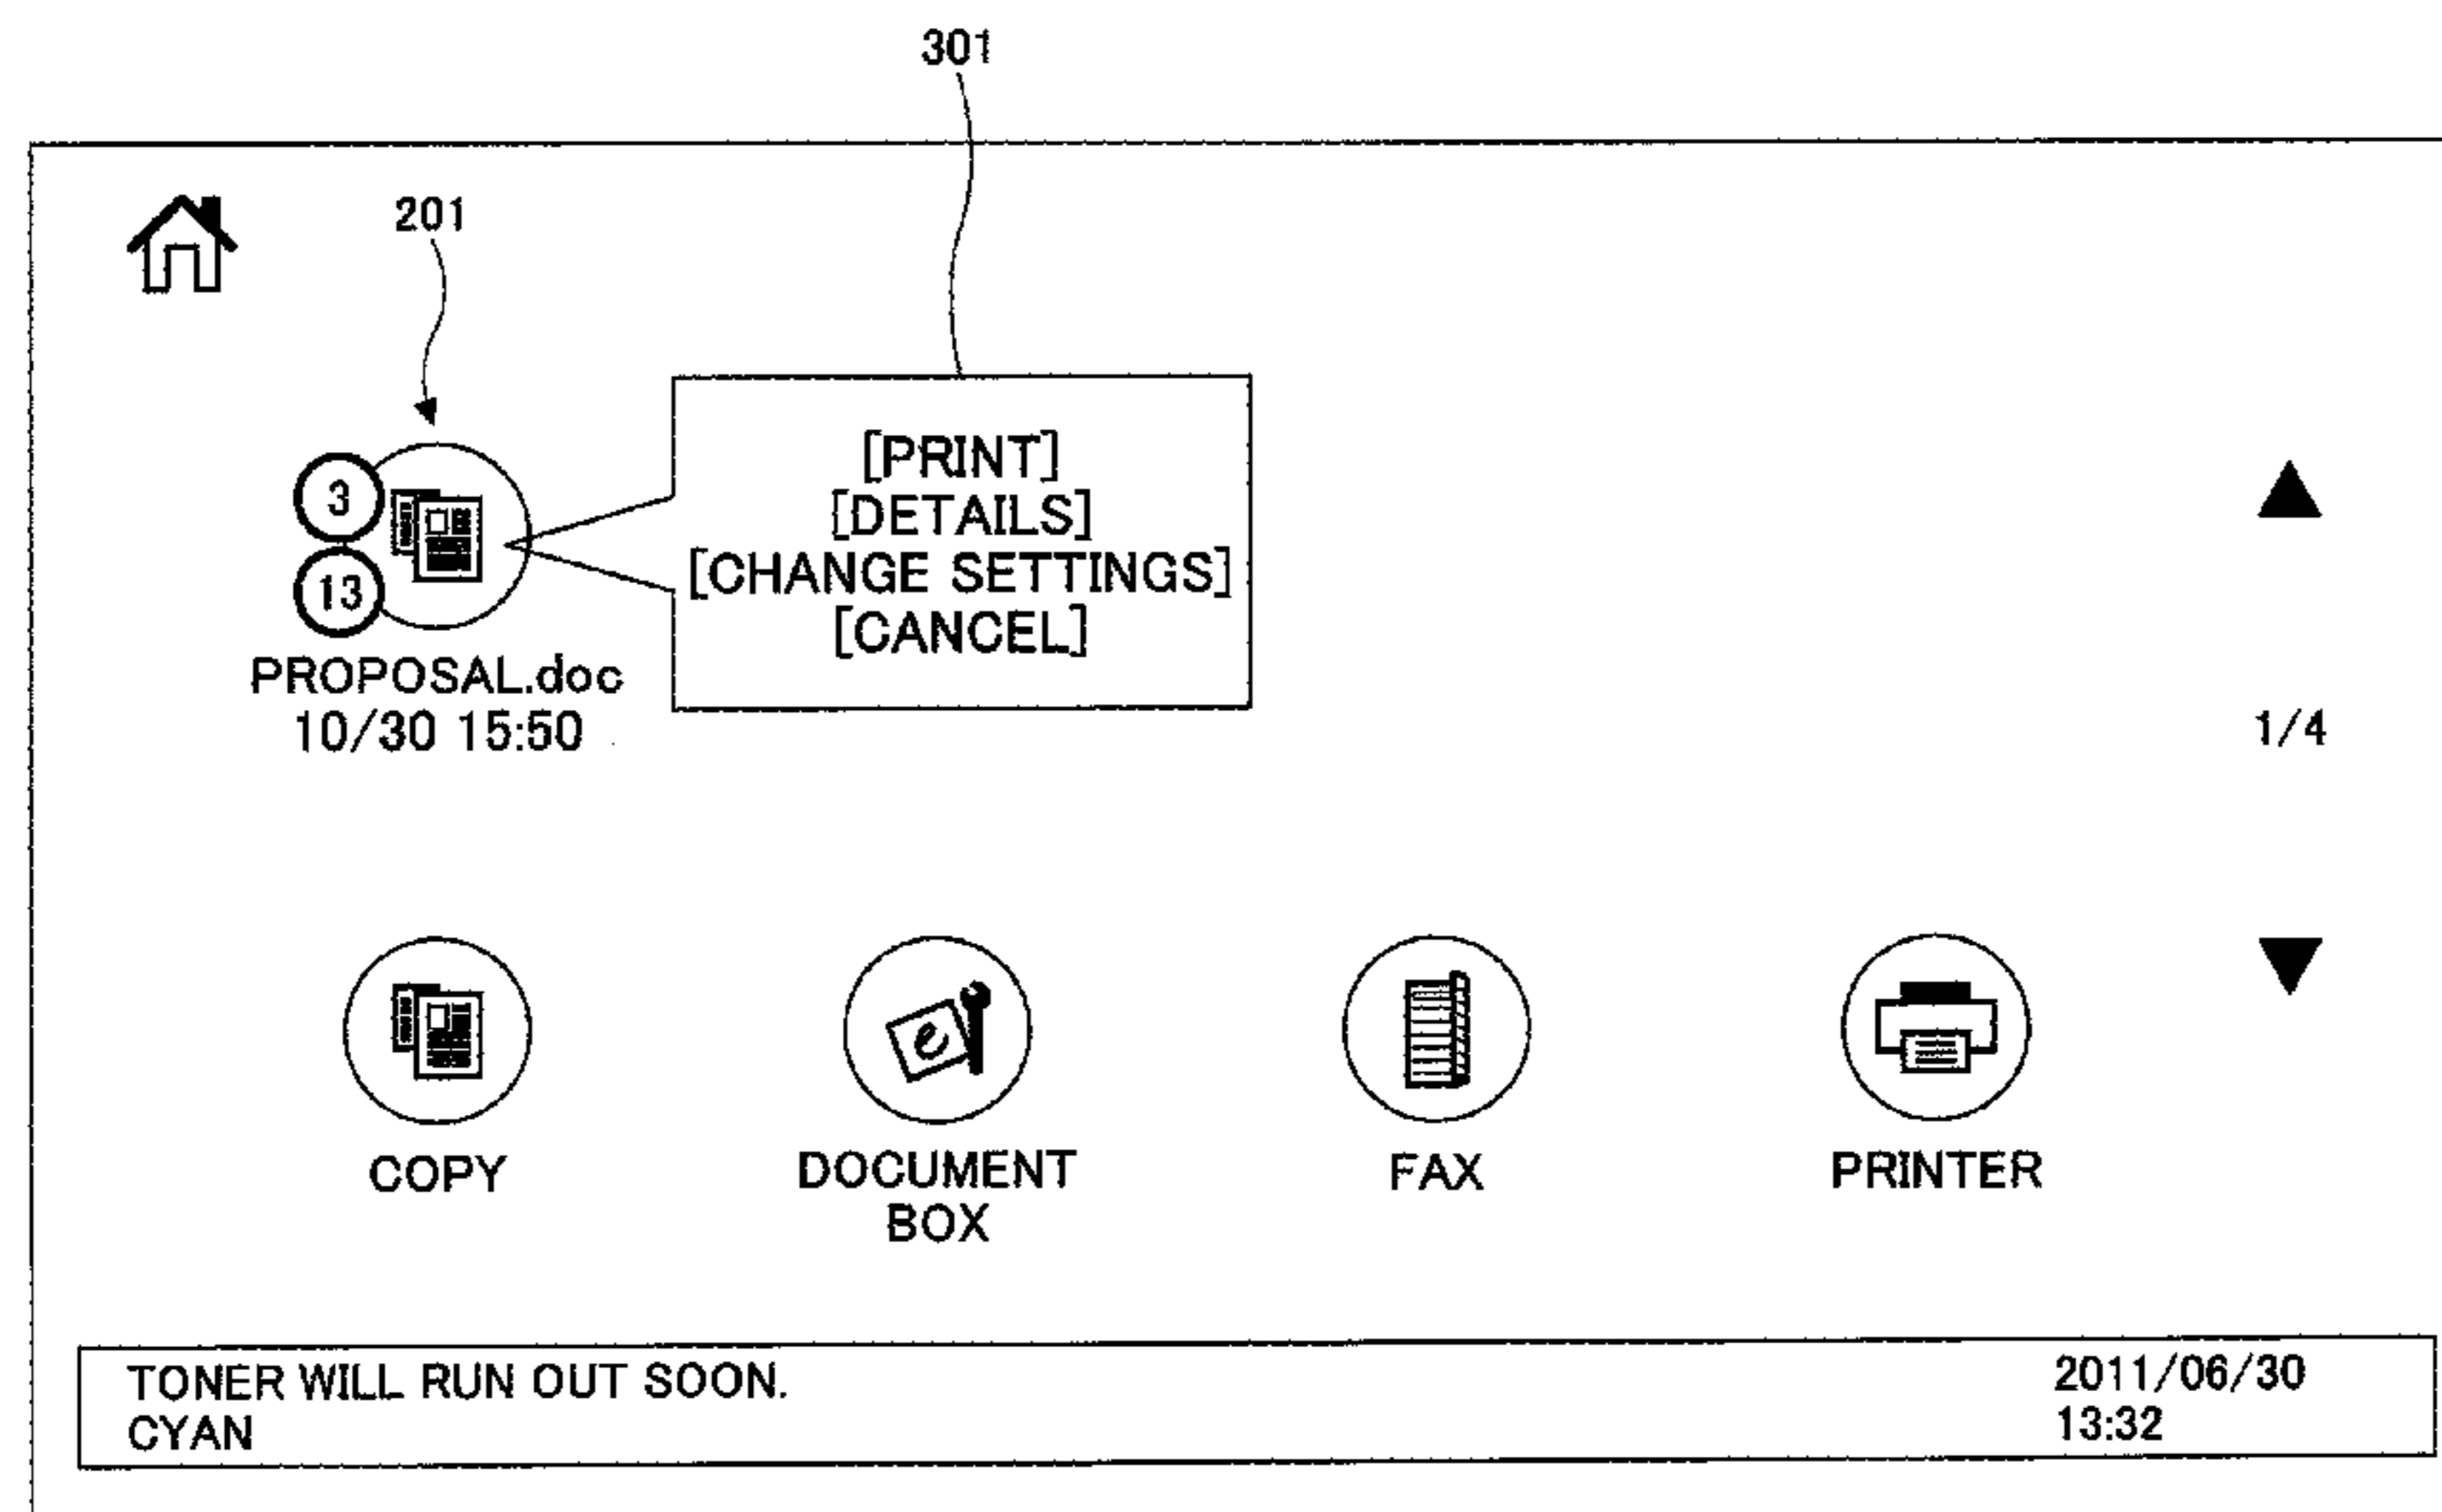 301
201
[PRINT]
[DETAILS]
[CHANGE SETTINGS]
[CANCEL]
3
13
PROPOSAL.doc
10/30 15:50
1/4
COPY
DOCUMENT
BOX
FAX
PRINTER
TONER WILL RUN OUT SOON.
CYAN
2011/06/30
13:32